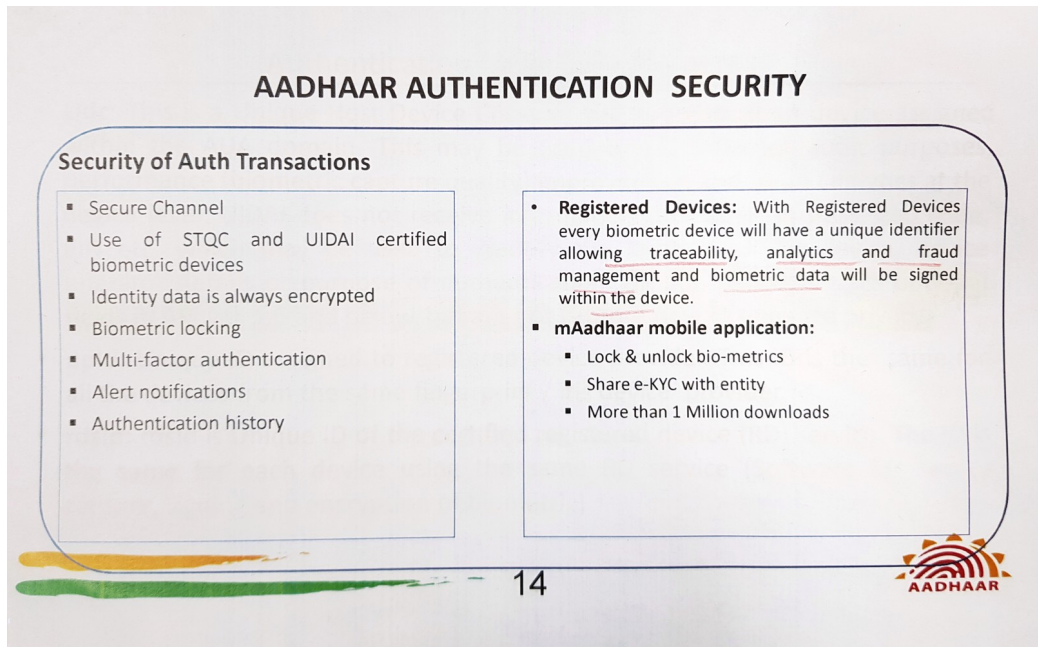 AADHAAR AUTHENTICATION SECURITY
Security of Auth Transactions
▪ Secure Channel
▪ Use of STQC and UIDAI certified
biometric devices
▪ Identity data is always encrypted
▪ Biometric locking
▪ Multi-factor authentication
▪ Alert notifications
▪ Authentication history
• Registered Devices: With Registered Devices
every biometric device will have a unique identifier
allowing traceability, analytics and fraud
management and biometric data will be signed
within the device.
▪ mAadhaar mobile application:
▪ Lock & unlock bio-metrics
▪ Share e-KYC with entity
▪ More than 1 Million downloads
14
AADHAAR